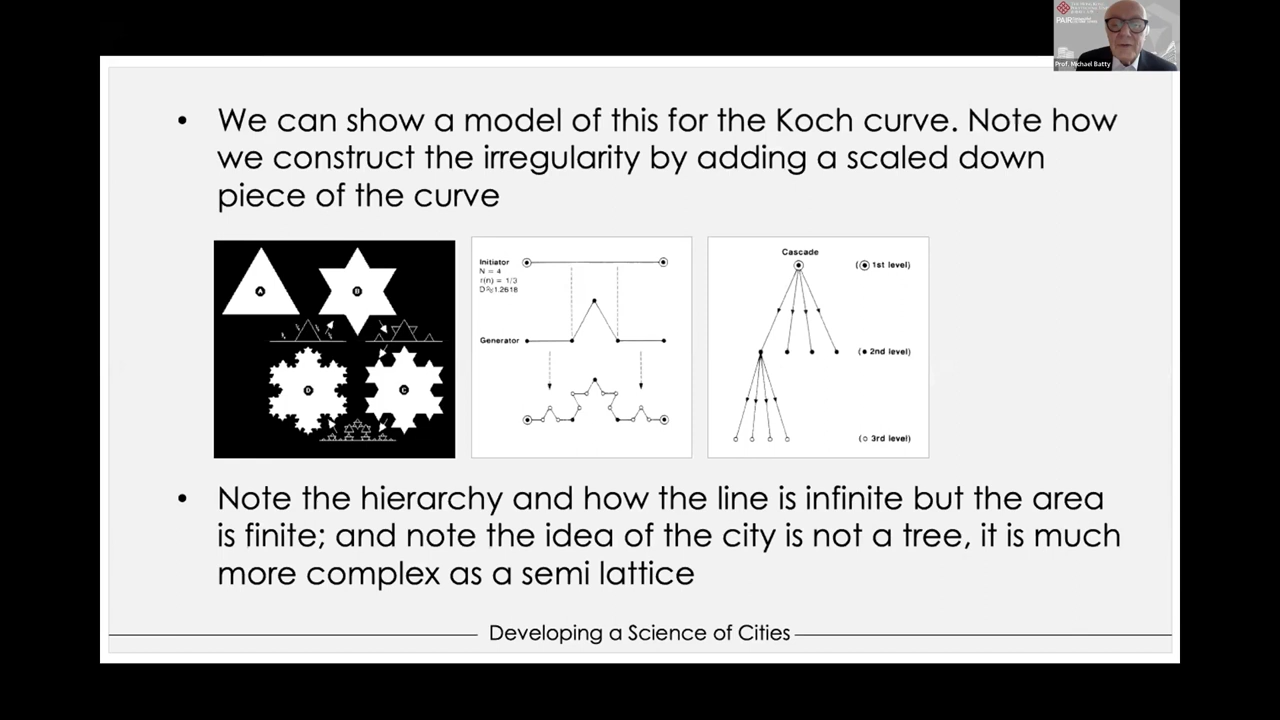 PAIR
Prof. Michael Batty
• We can show a model of this for the Koch curve. Note how
we construct the irregularity by adding a scaled down
piece of the curve
A
B
D
C
Initiator
N = 4
r(n) = 1/3
D≅1.2618
Generator
Cascade
(⦿ 1st level)
(• 2nd level)
(○ 3rd level)
• Note the hierarchy and how the line is infinite but the area
is finite; and note the idea of the city is not a tree, it is much
more complex as a semi lattice
Developing a Science of Cities